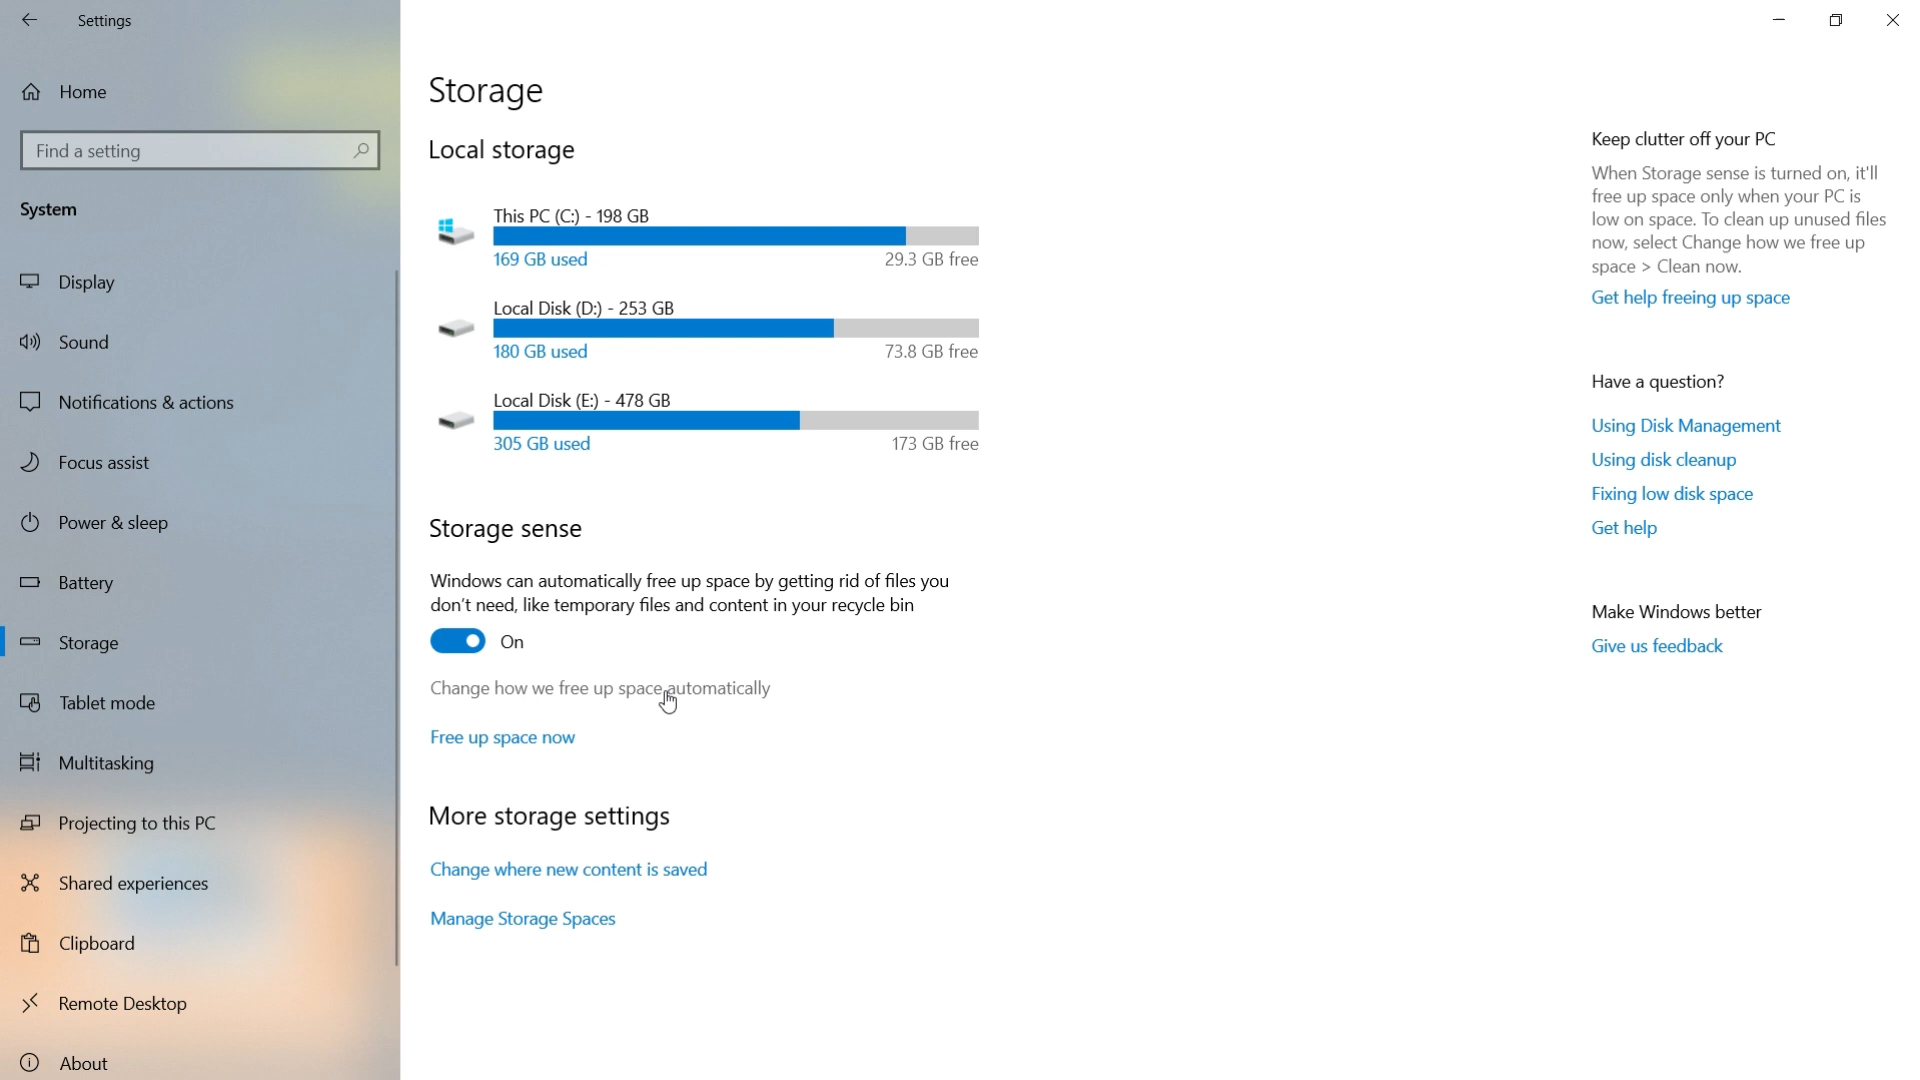 Settings
Home
Find a setting
System
Display
Sound
Notifications & actions
Focus assist
Power & sleep
Battery
Storage
Tablet mode
Multitasking
Projecting to this PC
Shared experiences
Clipboard
Remote Desktop
About
Storage
Local storage
This PC (C:) - 198 GB
169 GB used 29.3 GB free
Local Disk (D:) - 253 GB
180 GB used 73.8 GB free
Local Disk (E:) - 478 GB
305 GB used 173 GB free
Storage sense
Windows can automatically free up space by getting rid of files you
don't need, like temporary files and content in your recycle bin
On
Change how we free up space automatically
Free up space now
More storage settings
Change where new content is saved
Manage Storage Spaces
Keep clutter off your PC
When Storage sense is turned on, it'll
free up space only when your PC is
low on space. To clean up unused files
now, select Change how we free up
space > Clean now.
Get help freeing up space
Have a question?
Using Disk Management
Using disk cleanup
Fixing low disk space
Get help
Make Windows better
Give us feedback